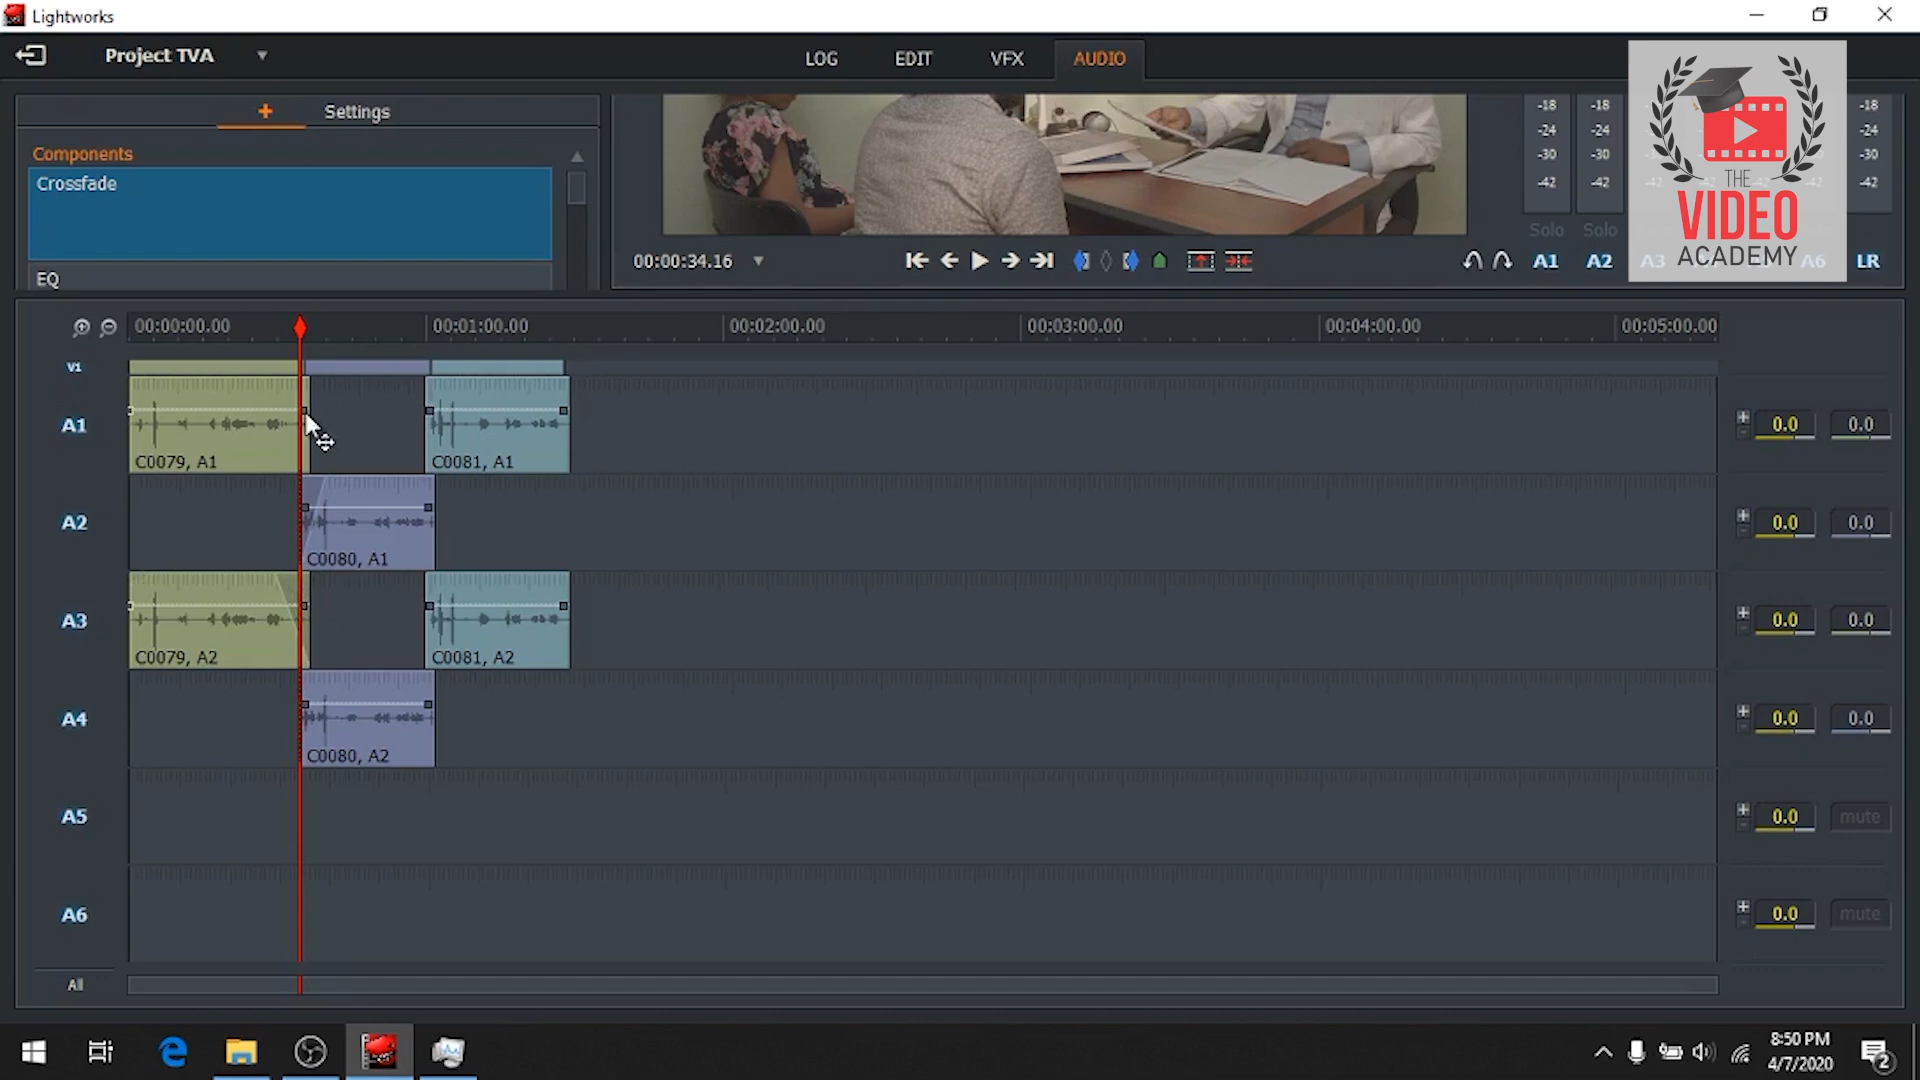 Lightworks
Project TVA
LOG
EDIT
VFX
AUDIO
Settings
Components
Crossfade
EQ
-18
-24
-30
-42
-18
-24
-30
-42
-18
-24
-30
-42
Solo
Solo
THE
VIDEO
ACADEMY
00:00:34.16
A1
A2
A3
A6
LR
00:00:00.00
00:01:00.00
00:02:00.00
00:03:00.00
00:04:00.00
00:05:00.00
V1
A1
C0079, A1
C0081, A1
0.0
0.0
A2
C0080, A1
0.0
0.0
A3
C0079, A2
C0081, A2
0.0
0.0
A4
C0080, A2
0.0
0.0
A5
0.0
mute
A6
0.0
mute
All
8:50 PM
4/7/2020
2